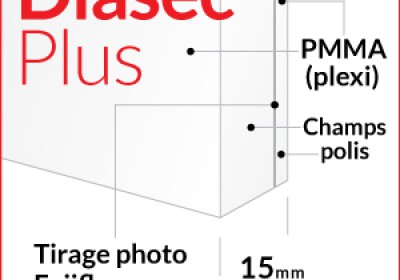 Diasec
Plus
PMMA
(plexi)
Champs
polis
Tirage photo
15mm